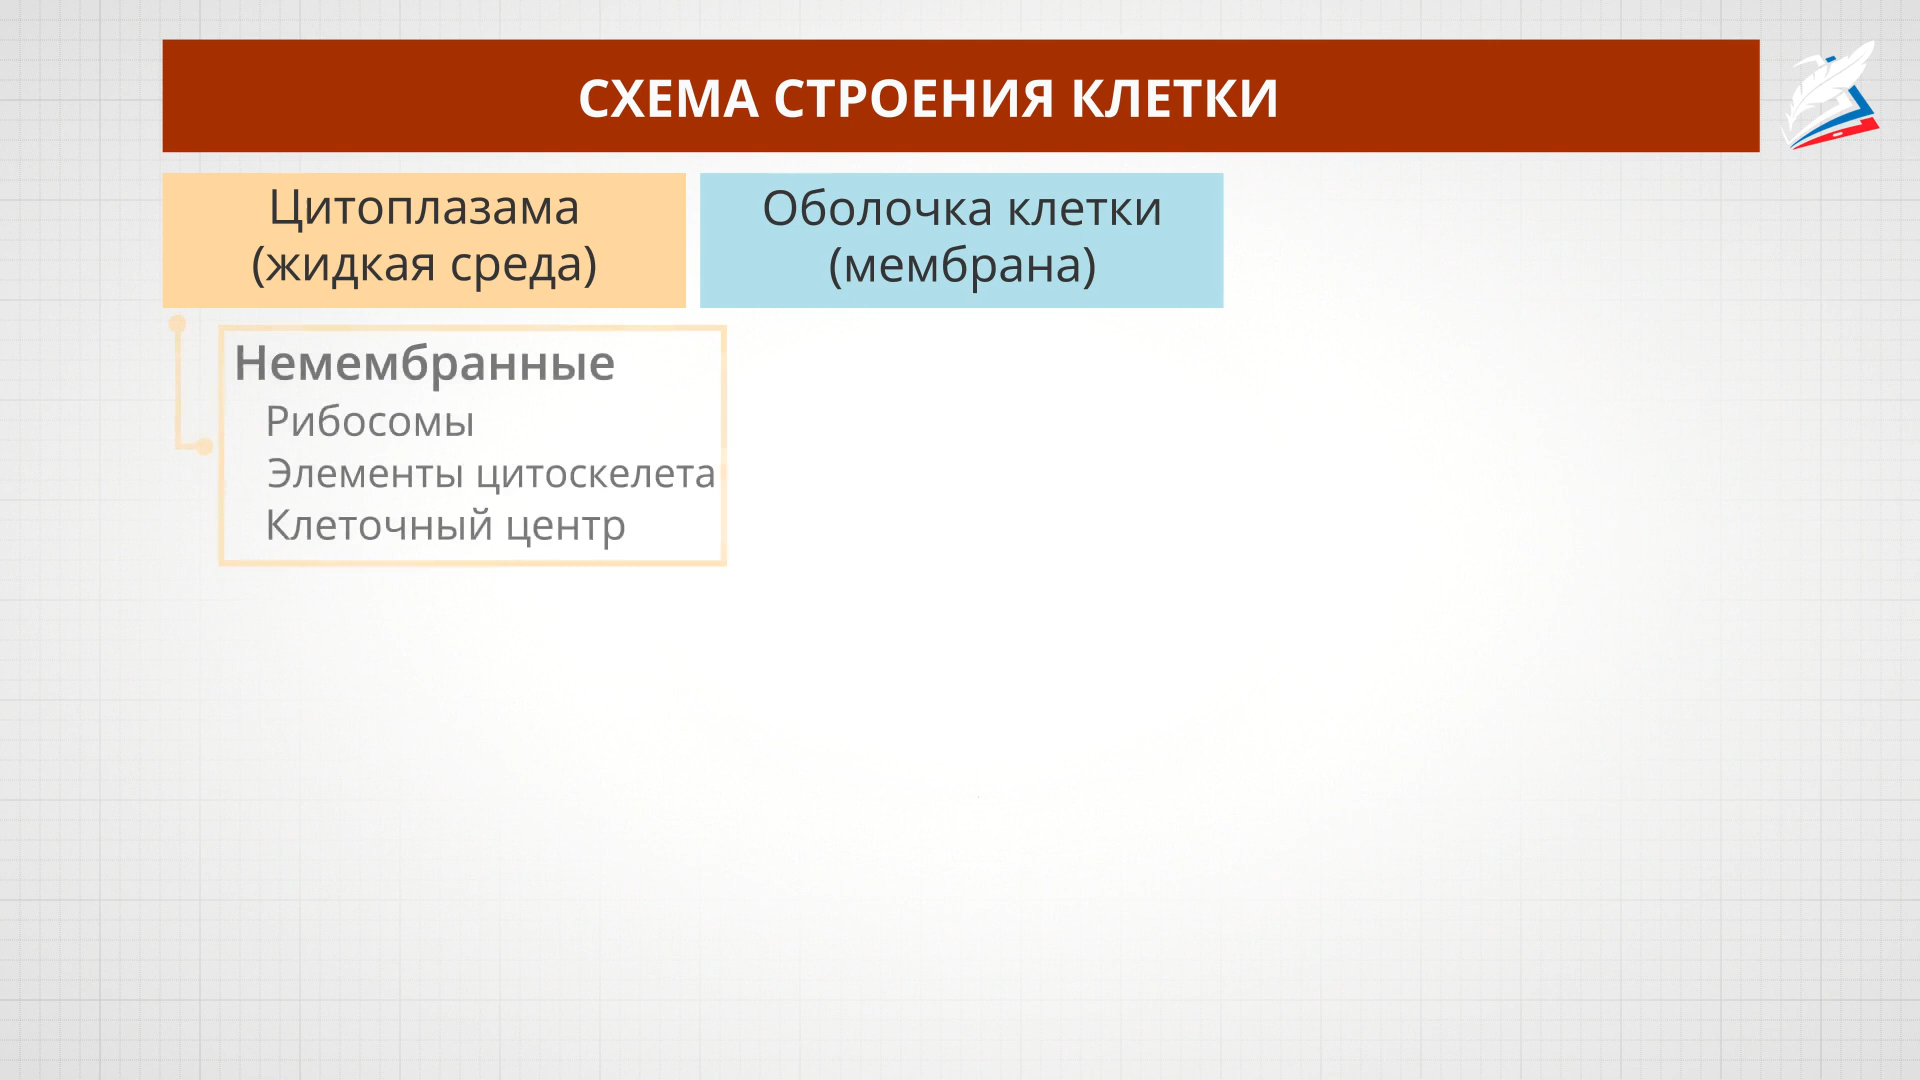 СХЕМА СТРОЕНИЯ КЛЕТКИ
Цитоплазама
(жидкая среда)
Оболочка клетки
(мембрана)
Немембранные
Рибосомы
Элементы цитоскелета
Клеточный центр